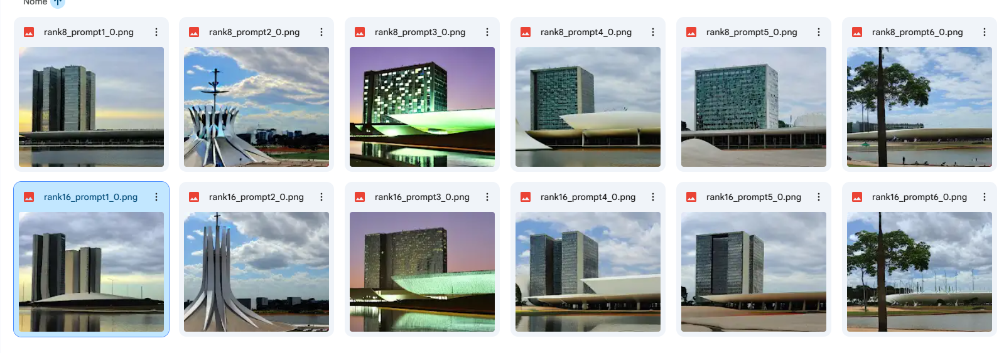 Nome
rank8_prompt1_0.png
rank8_prompt2_0.png
rank8_prompt3_0.png
rank8_prompt4_0.png
rank8_prompt5_0.png
rank8_prompt6_0.png
rank16_prompt1_0.png
rank16_prompt2_0.png
rank16_prompt3_0.png
rank16_prompt4_0.png
rank16_prompt5_0.png
rank16_prompt6_0.png